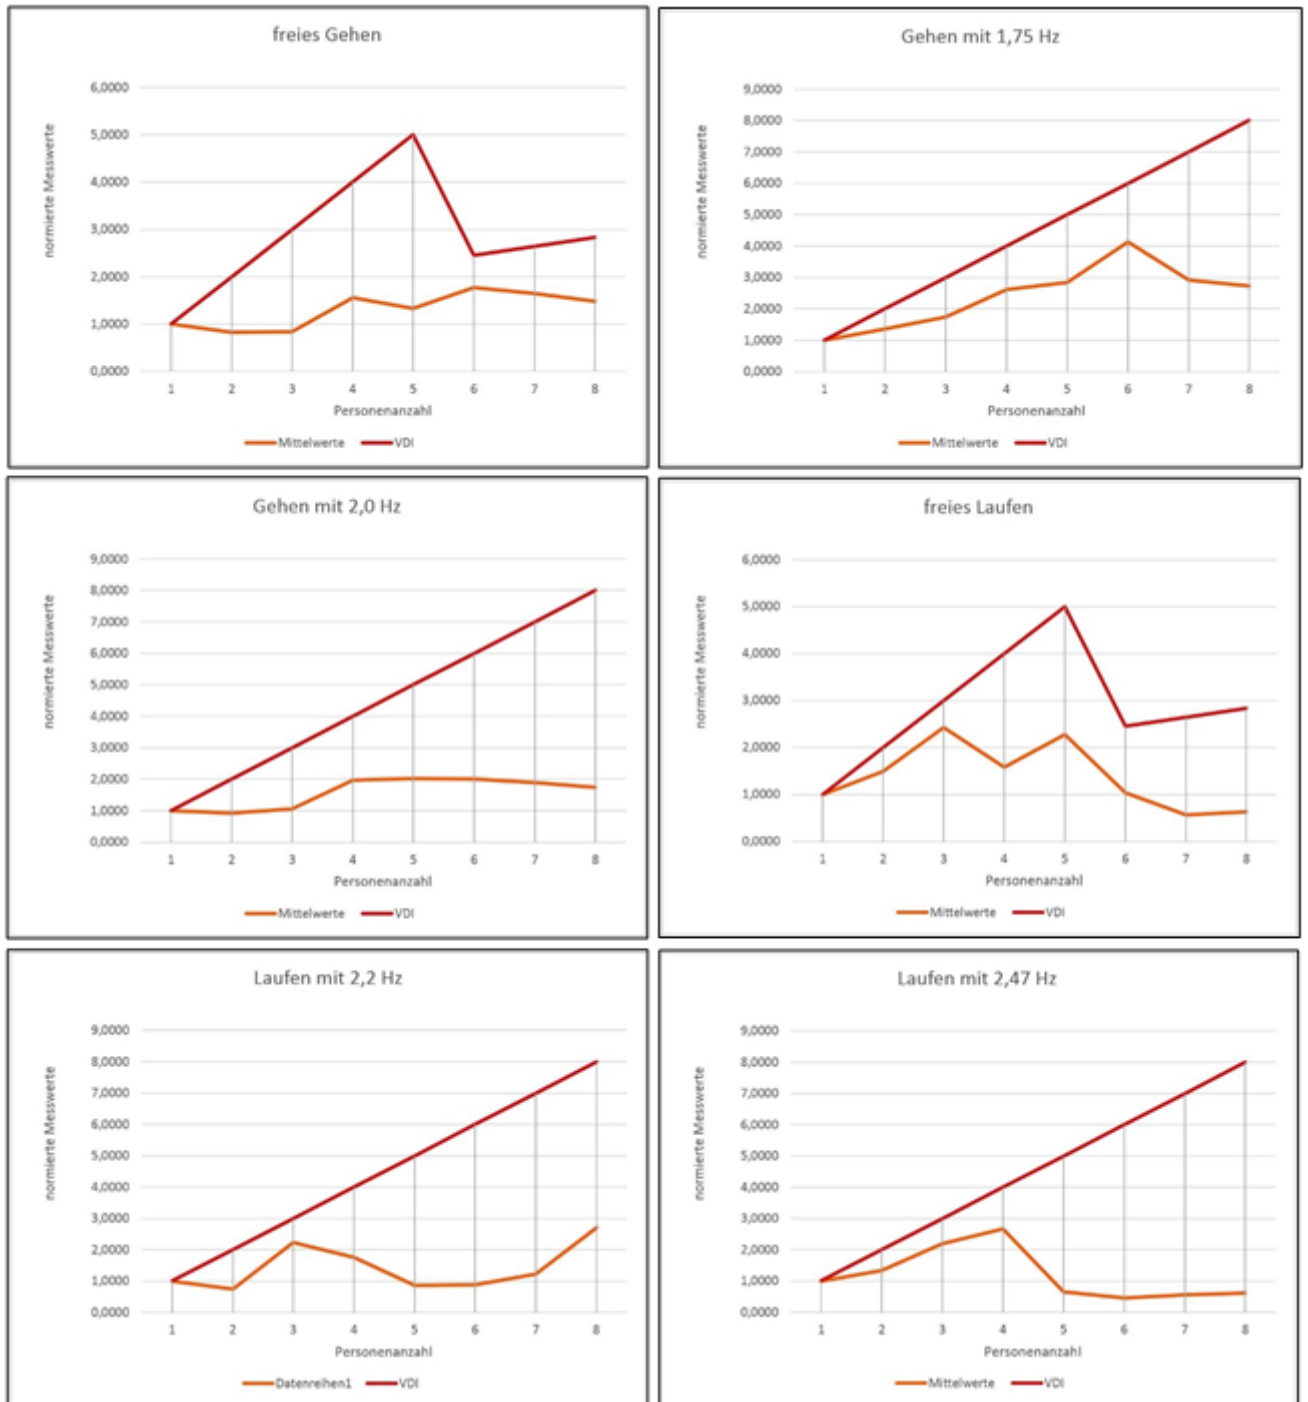 freies Gehen
normierte Messwerte
6,0000
5,0000
4,0000
3,0000
2,0000
1,0000
0,0000
1 2 3 4 5 6 7 8
Personenanzahl
Mittelwerte VDI
Gehen mit 1,75 Hz
normierte Messwerte
9,0000
8,0000
7,0000
6,0000
5,0000
4,0000
3,0000
2,0000
1,0000
0,0000
1 2 3 4 5 6 7 8
Personenanzahl
Mittelwerte VDI
Gehen mit 2,0 Hz
normierte Messwerte
9,0000
8,0000
7,0000
6,0000
5,0000
4,0000
3,0000
2,0000
1,0000
0,0000
1 2 3 4 5 6 7 8
Personenanzahl
Mittelwerte VDI
freies Laufen
normierte Messwerte
6,0000
5,0000
4,0000
3,0000
2,0000
1,0000
0,0000
1 2 3 4 5 6 7 8
Personenanzahl
Mittelwerte VDI
Laufen mit 2,2 Hz
normierte Messwerte
9,0000
8,0000
7,0000
6,0000
5,0000
4,0000
3,0000
2,0000
1,0000
0,0000
1 2 3 4 5 6 7 8
Personenanzahl
Datenreihen1 VDI
Laufen mit 2,47 Hz
normierte Messwerte
9,0000
8,0000
7,0000
6,0000
5,0000
4,0000
3,0000
2,0000
1,0000
0,0000
1 2 3 4 5 6 7 8
Personenanzahl
Mittelwerte VDI